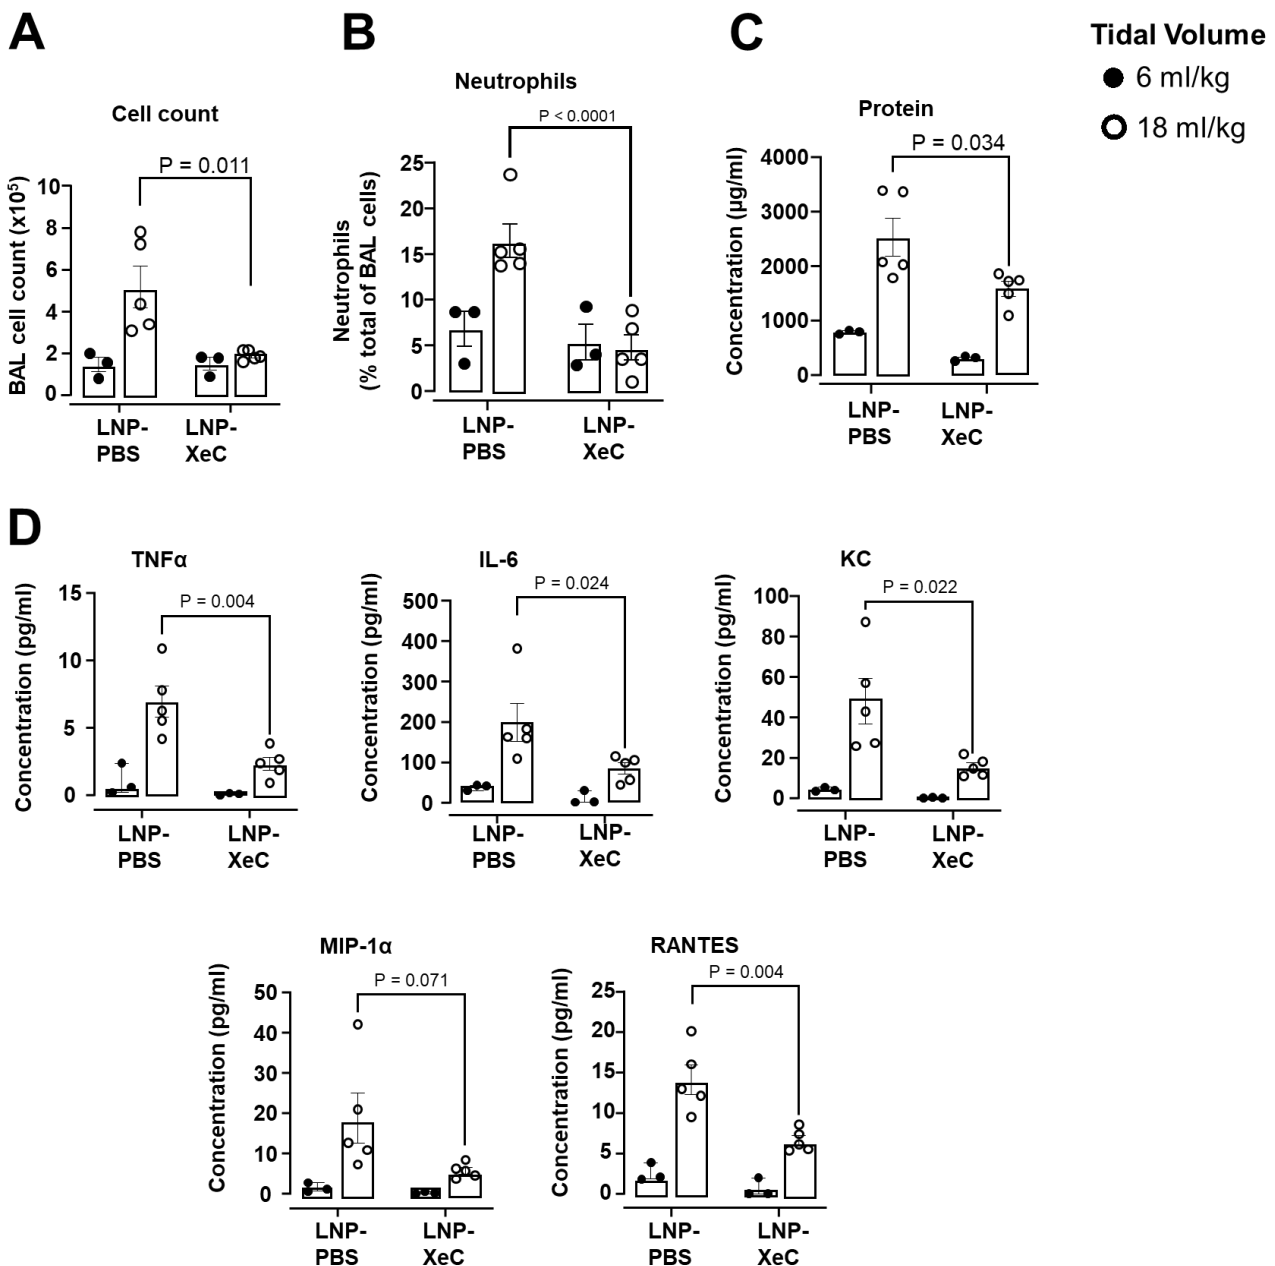 A
B
C
Tidal Volume
6 ml/kg
18 ml/kg
Cell count
P = 0.011
BAL cell count (x10⁵)
10
8
6
4
2
0
LNP-
PBS
LNP-
XeC
Neutrophils
P < 0.0001
Neutrophils
(% total of BAL cells)
25
20
15
10
5
0
LNP-
PBS
LNP-
XeC
Protein
P = 0.034
Concentration (µg/ml)
4000
3000
2000
1000
0
LNP-
PBS
LNP-
XeC
D
TNFα
P = 0.004
Concentration (pg/ml)
15
10
5
0
LNP-
PBS
LNP-
XeC
IL-6
P = 0.024
Concentration (pg/ml)
500
400
300
200
100
0
LNP-
PBS
LNP-
XeC
KC
P = 0.022
Concentration (pg/ml)
100
80
60
40
20
0
LNP-
PBS
LNP-
XeC
MIP-1α
P = 0.071
Concentration (pg/ml)
50
40
30
20
10
0
LNP-
PBS
LNP-
XeC
RANTES
P = 0.004
Concentration (pg/ml)
25
20
15
10
5
0
LNP-
PBS
LNP-
XeC